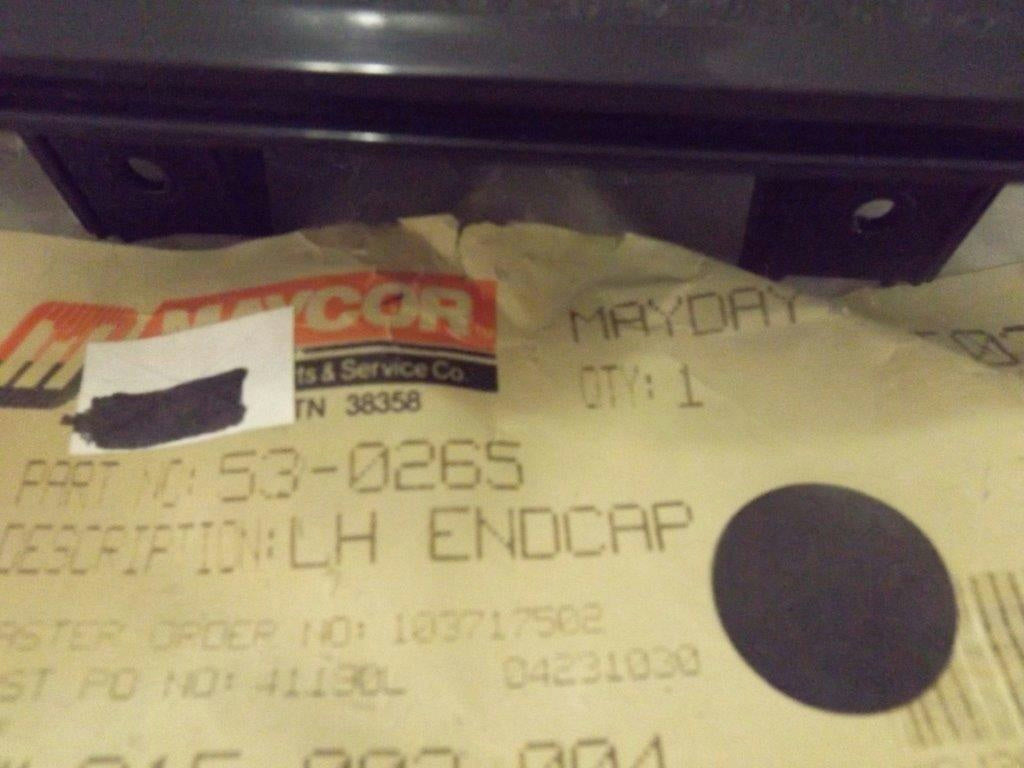 MAYCOR
ts & Service Co.
TN 38358
MAYDAY
QTY: 1
PART NO: 53-0265
DESCRIPTION: LH ENDCAP
ASTER ORDER NO: 103717502
ST PO NO: 41190L 04231030